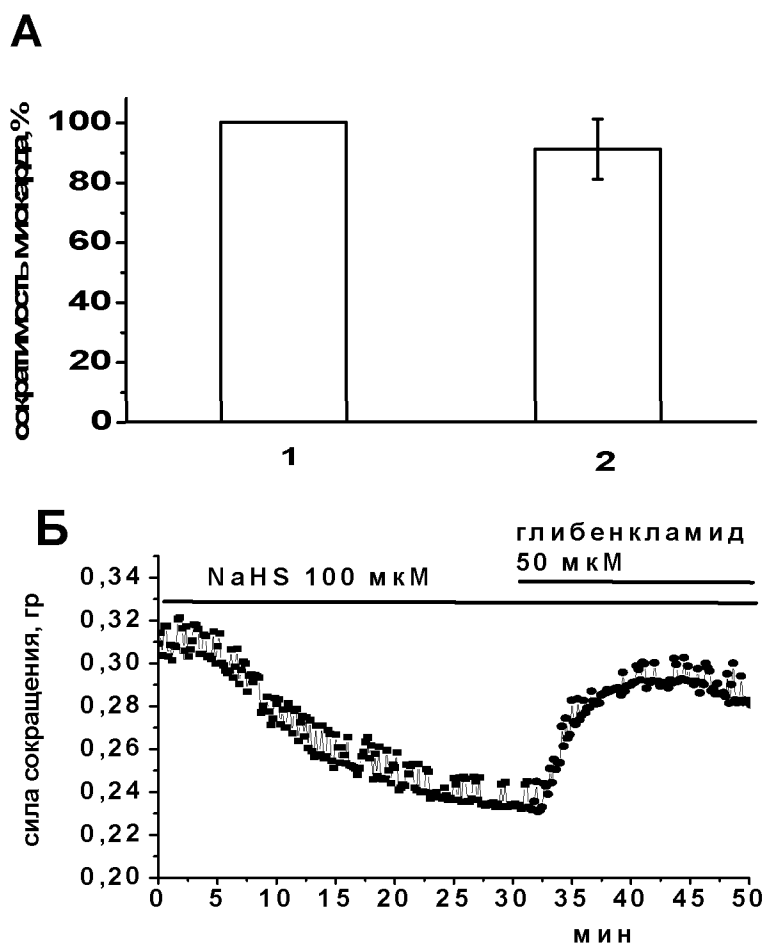 А
сократимость миокарда,%
100
80
60
40
20
0
1
2
Б
глибенкламид
50 мкМ
NaHS 100 мкМ
сила сокращения, гр
0,34
0,32
0,30
0,28
0,26
0,24
0,22
0,20
0 5 10 15 20 25 30 35 40 45 50
мин